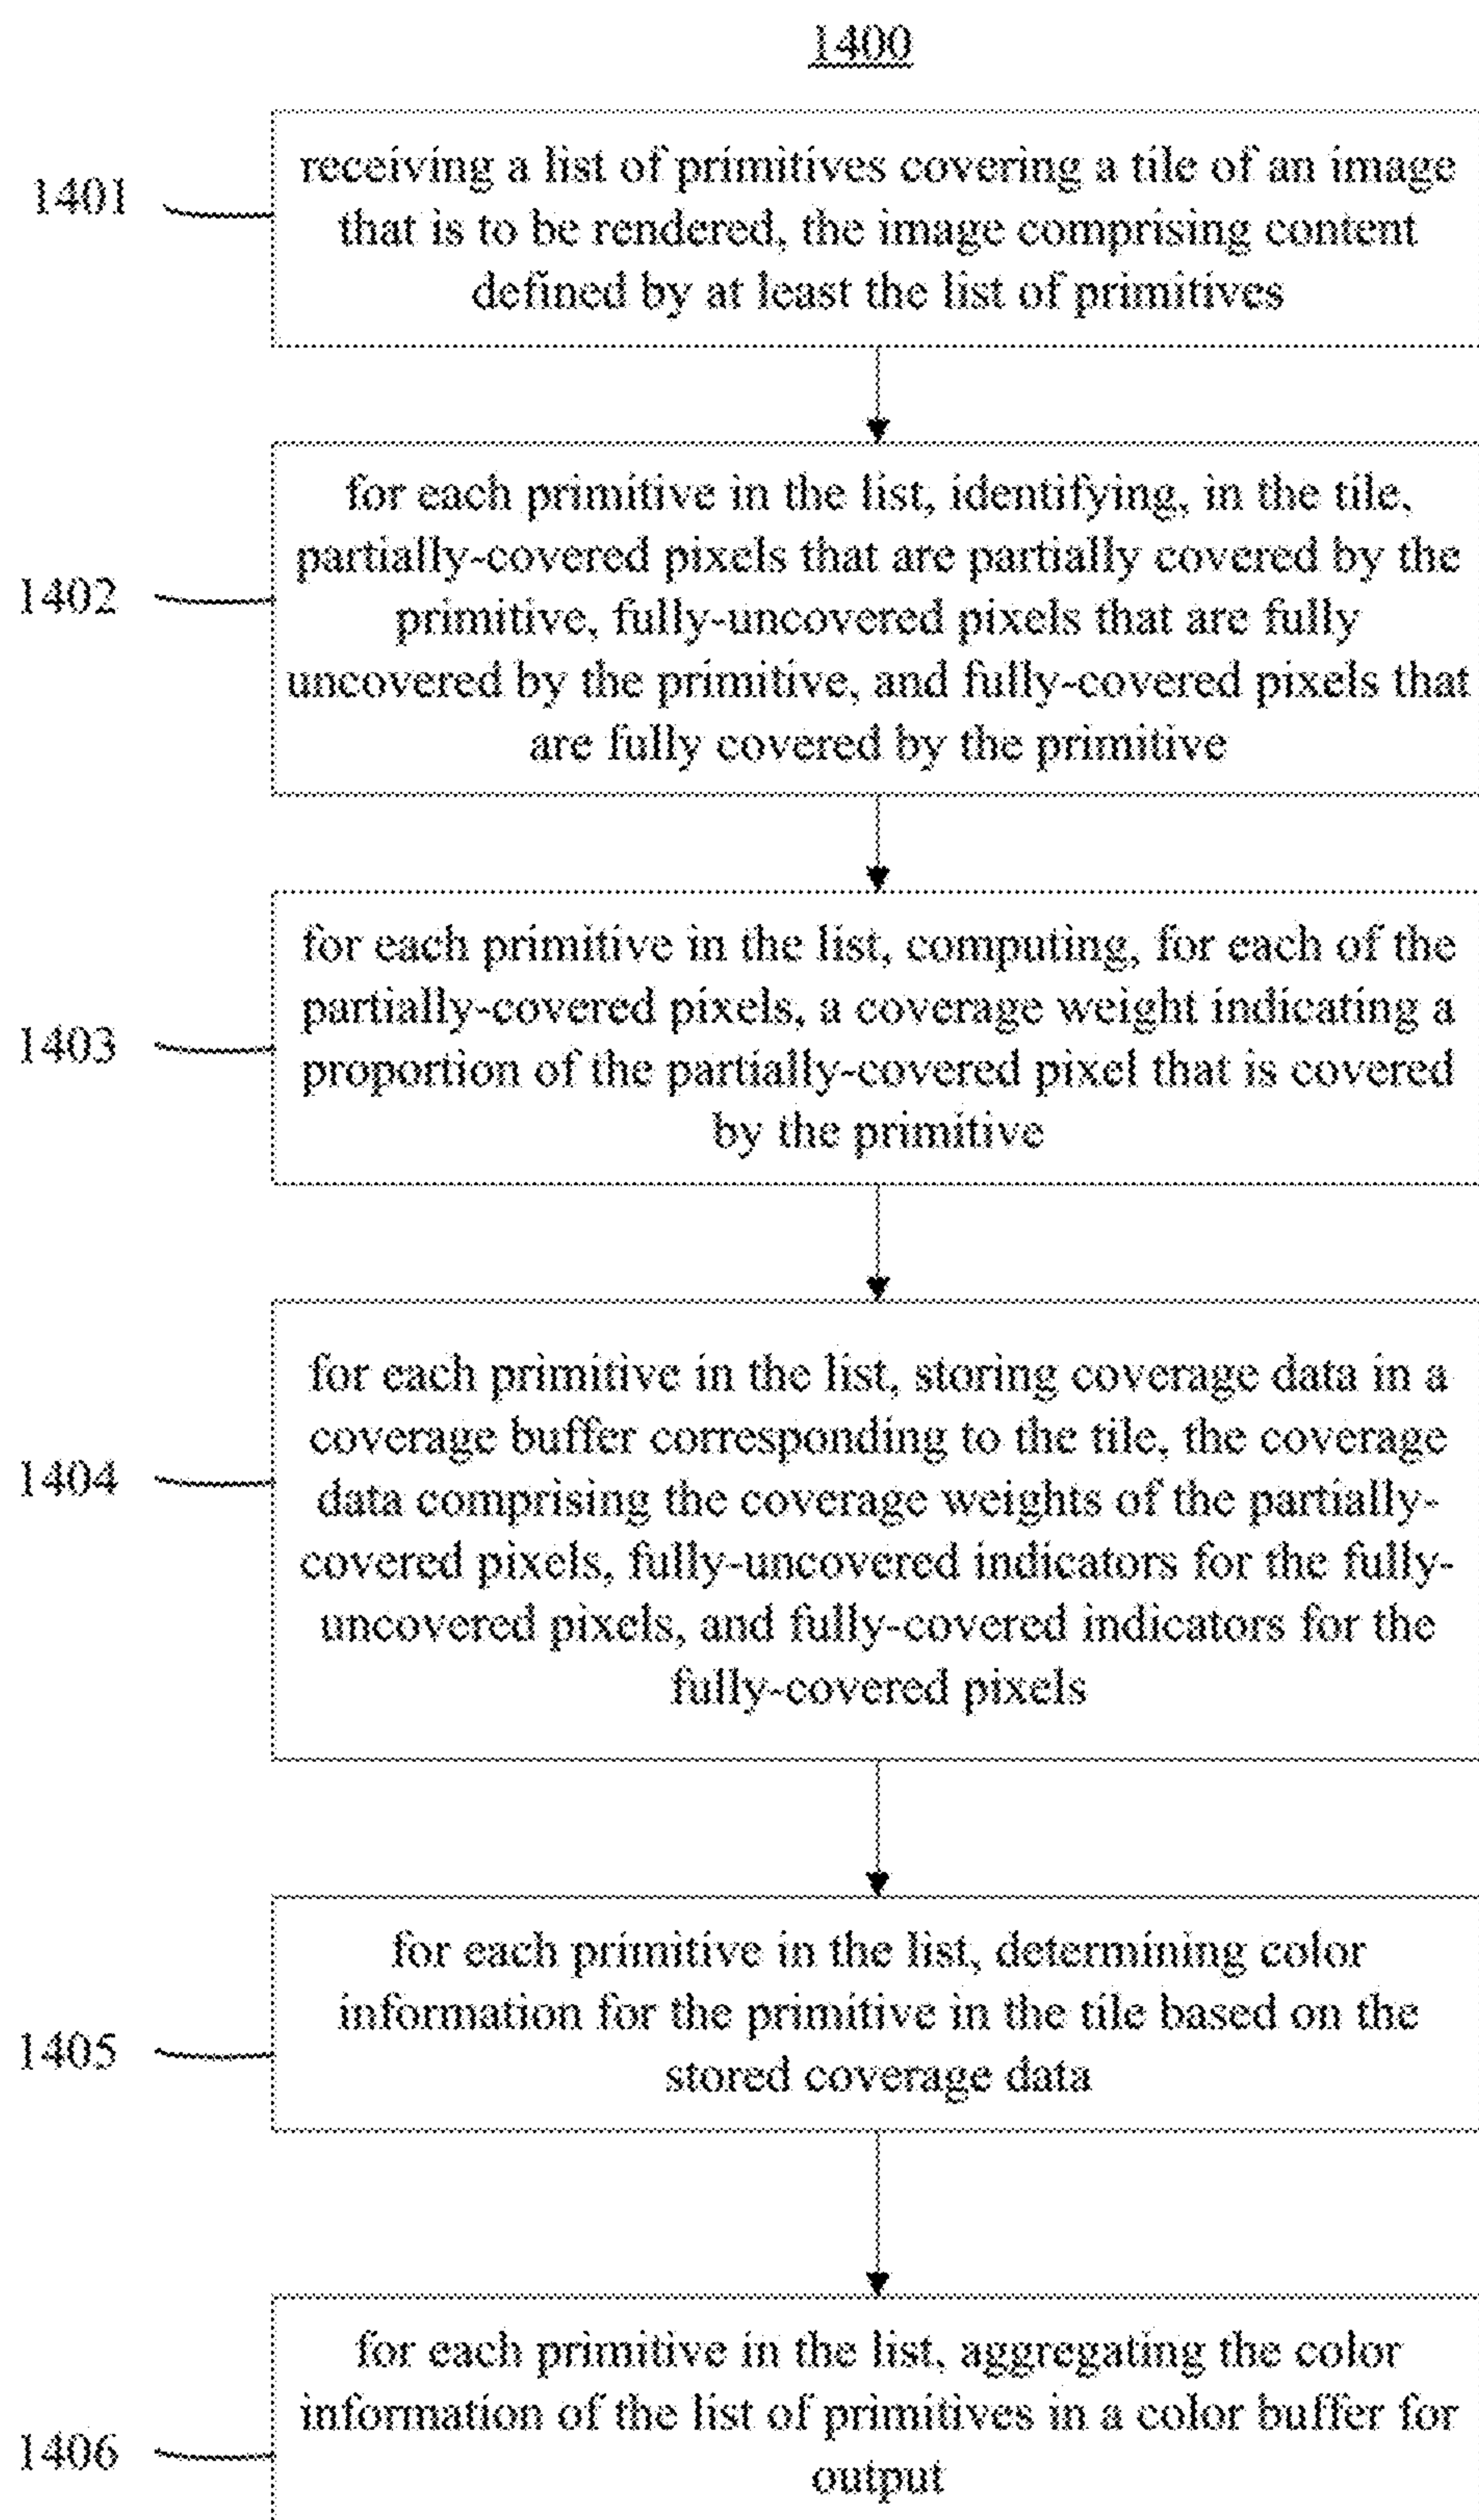 1400
1401
receiving a list of primitives covering a tile of an image
that is to be rendered, the image comprising content
defined by at least the list of primitives
1402
for each primitive in the list, identifying, in the tile,
partially-covered pixels that are partially covered by the
primitive, fully-uncovered pixels that are fully
uncovered by the primitive, and fully-covered pixels that
are fully covered by the primitive
1403
for each primitive in the list, computing, for each of the
partially-covered pixels, a coverage weight indicating a
proportion of the partially-covered pixel that is covered
by the primitive
1404
for each primitive in the list, storing coverage data in a
coverage buffer corresponding to the tile, the coverage
data comprising the coverage weights of the partially-
covered pixels, fully-uncovered indicators for the fully-
uncovered pixels, and fully-covered indicators for the
fully-covered pixels
1405
for each primitive in the list, determining color
information for the primitive in the tile based on the
stored coverage data
1406
for each primitive in the list, aggregating the color
information of the list of primitives in a color buffer for
output